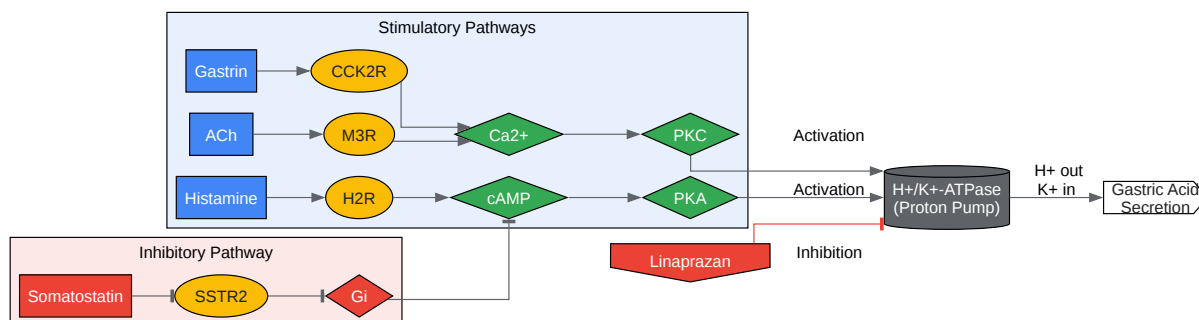 Stimulatory Pathways
Gastrin
CCK2R
ACh
M3R
Ca2+
PKC
Activation
Histamine
H2R
cAMP
PKA
Activation
H+/K+-ATPase
(Proton Pump)
H+ out
K+ in
Gastric Acid
Secretion
Inhibitory Pathway
Somatostatin
SSTR2
Gi
Linaprazan
Inhibition